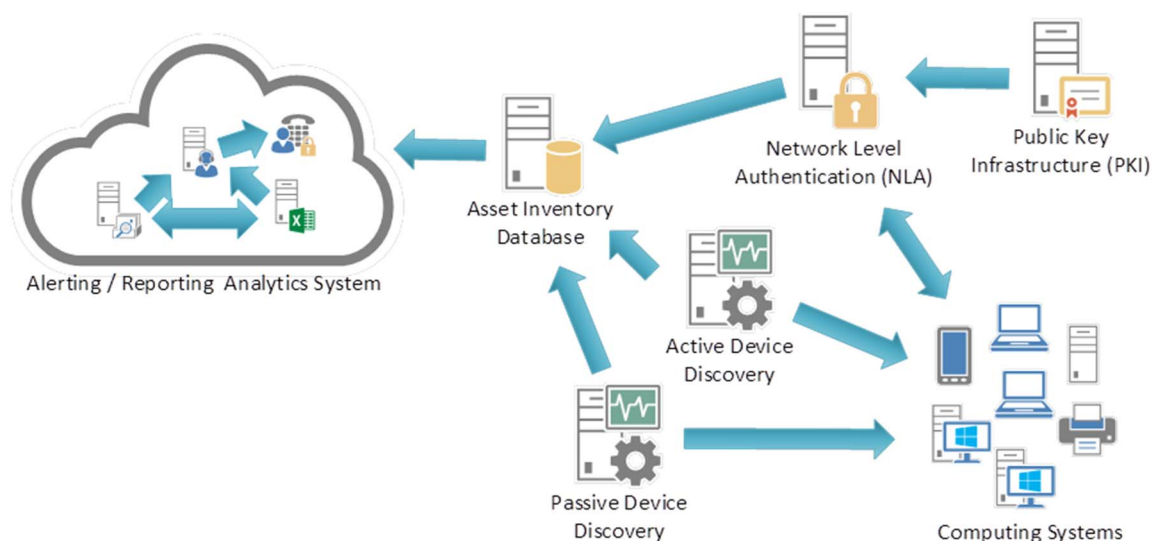 Public Key
Infrastructure (PKI)
Network Level
Authentication (NLA)
Asset Inventory
Database
Alerting / Reporting Analytics System
Active Device
Discovery
Passive Device
Discovery
Computing Systems
X